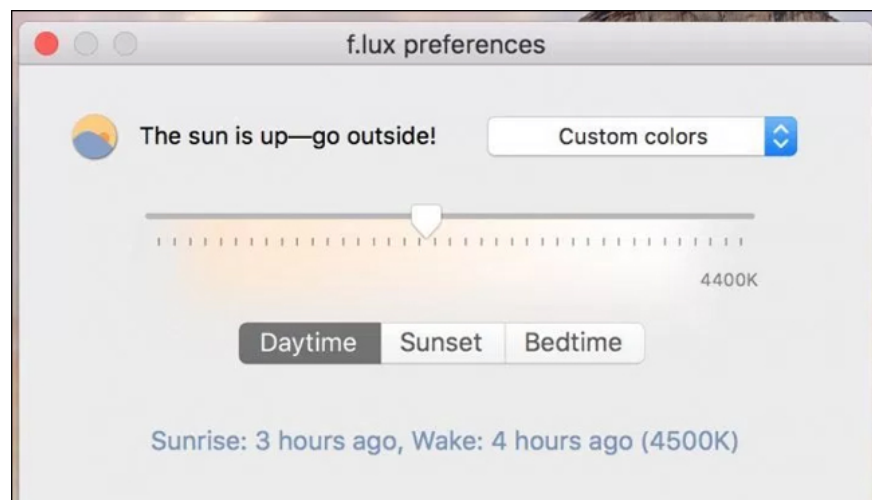 f.lux preferences
The sun is up—go outside!
Custom colors
4400K
Daytime
Sunset
Bedtime
Sunrise: 3 hours ago, Wake: 4 hours ago (4500K)